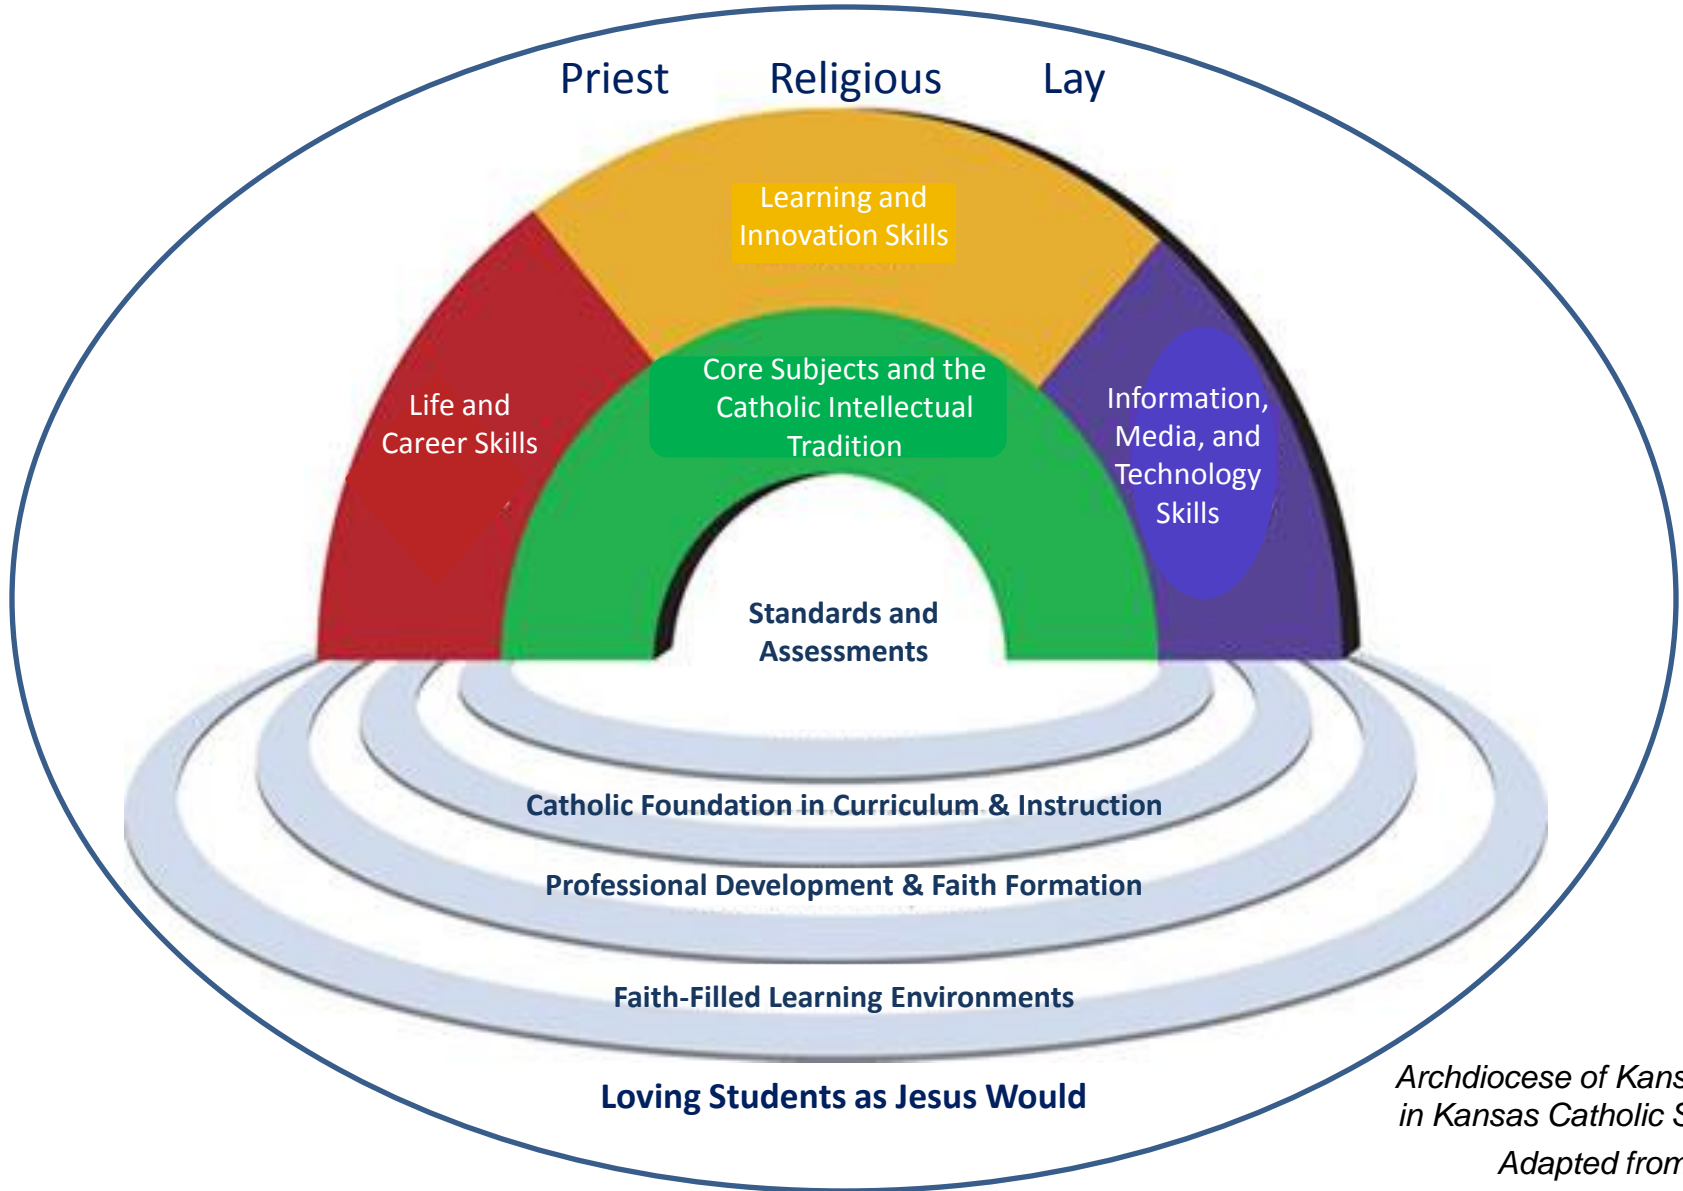 Priest Religious Lay
Learning and
Innovation Skills
Core Subjects and the
Catholic Intellectual
Tradition
Life and
Career Skills
Information,
Media, and
Technology
Skills
Standards and
Assessments
Catholic Foundation in Curriculum & Instruction
Professional Development & Faith Formation
Faith-Filled Learning Environments
Loving Students as Jesus Would
Archdiocese of Kans
in Kansas Catholic S
Adapted from